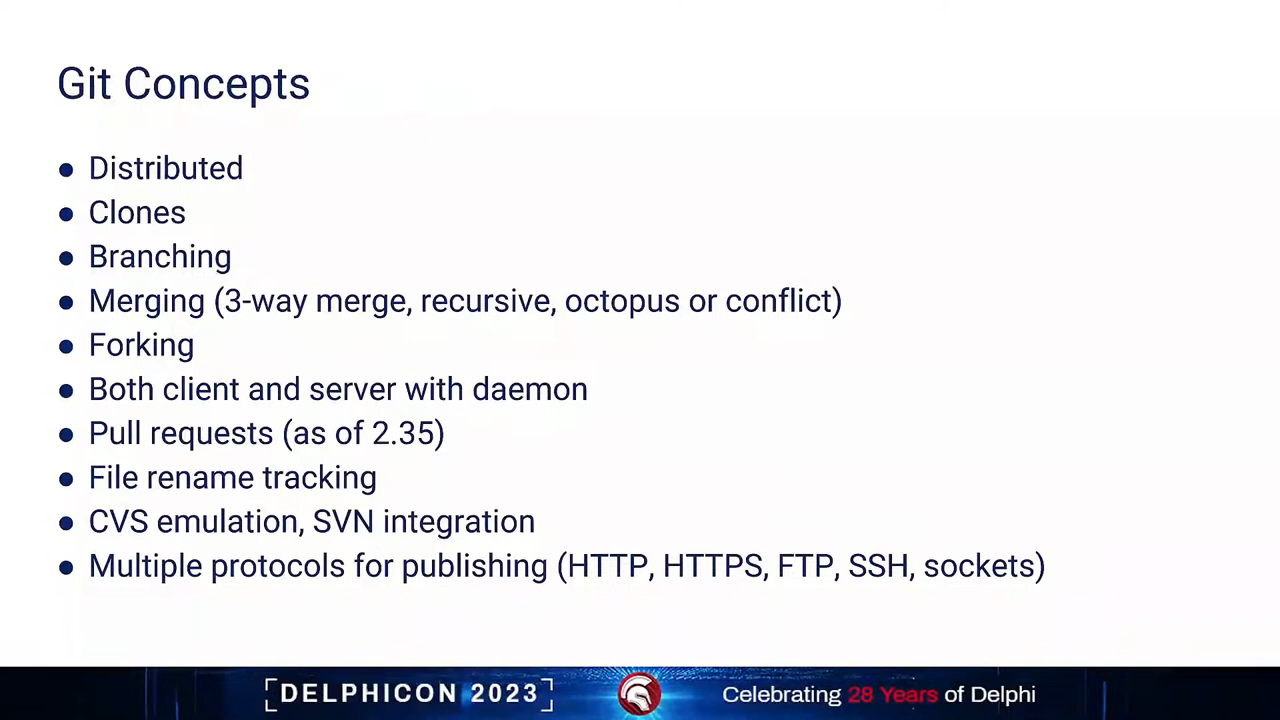 Git Concepts
● Distributed
● Clones
● Branching
● Merging (3-way merge, recursive, octopus or conflict)
● Forking
● Both client and server with daemon
● Pull requests (as of 2.35)
● File rename tracking
● CVS emulation, SVN integration
● Multiple protocols for publishing (HTTP, HTTPS, FTP, SSH, sockets)
[DELPHICON 2023] Celebrating 28 Years of Delphi